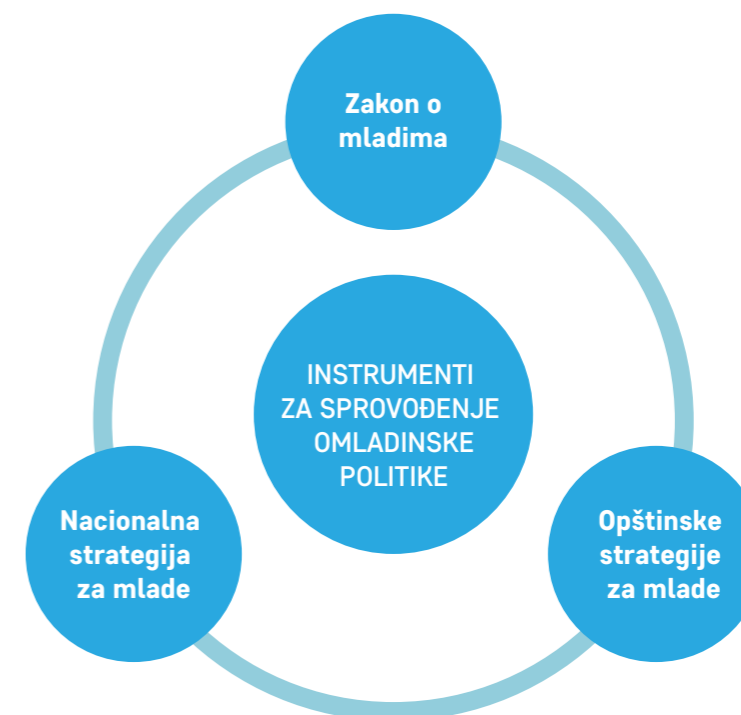 Zakon o
mladima
INSTRUMENTI
ZA SPROVOĐENJE
OMLADINSKE
POLITIKE
Nacionalna
strategija
za mlade
Opštinske
strategije
za mlade